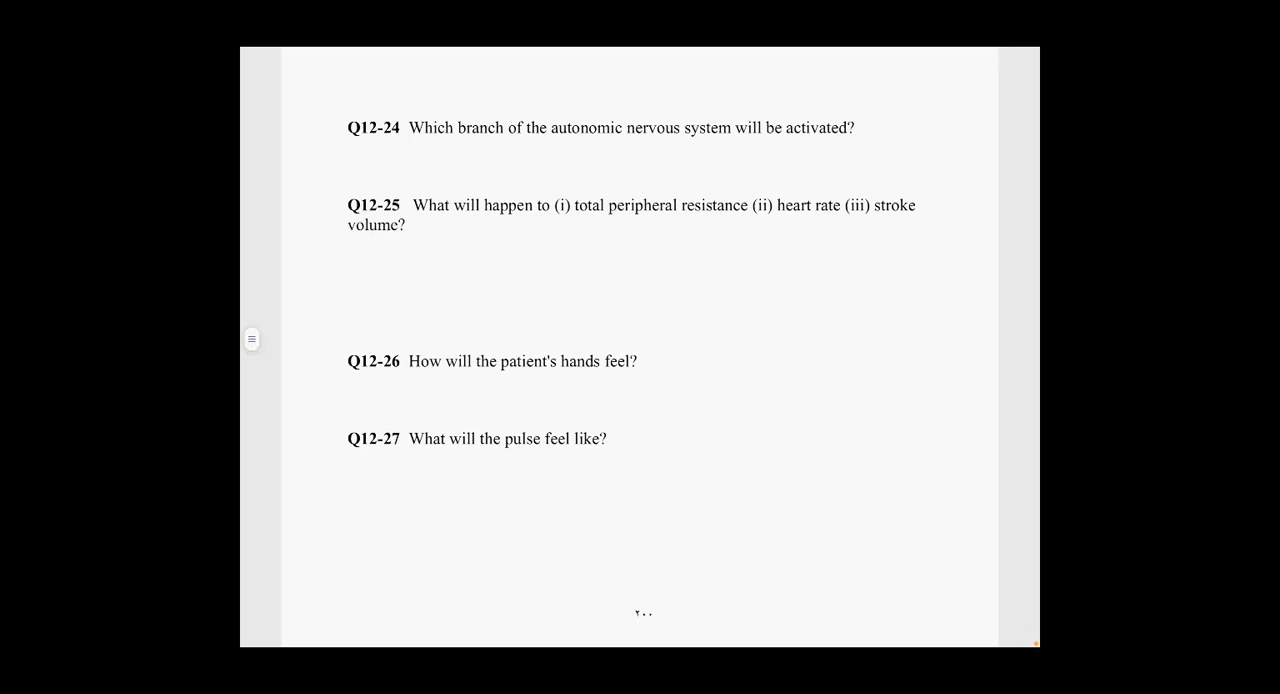 Q12-24 Which branch of the autonomic nervous system will be activated?
Q12-25 What will happen to (i) total peripheral resistance (ii) heart rate (iii) stroke
volume?
Q12-26 How will the patient's hands feel?
Q12-27 What will the pulse feel like?
٢٠٠